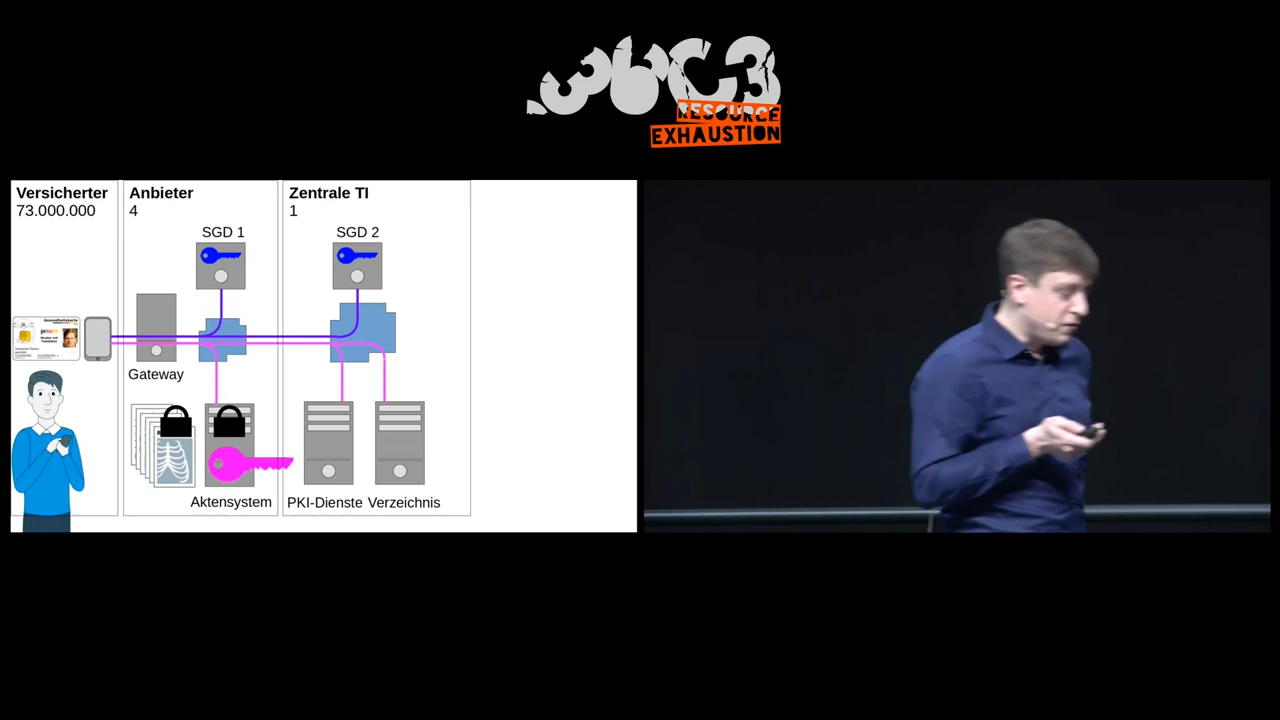 36C3
RESOURCE
EXHAUSTION
Versicherter
73.000.000
Anbieter
4
Zentrale TI
1
SGD 1
SGD 2
Gesundheitskarte
Gateway
Aktensystem
PKI-Dienste
Verzeichnis